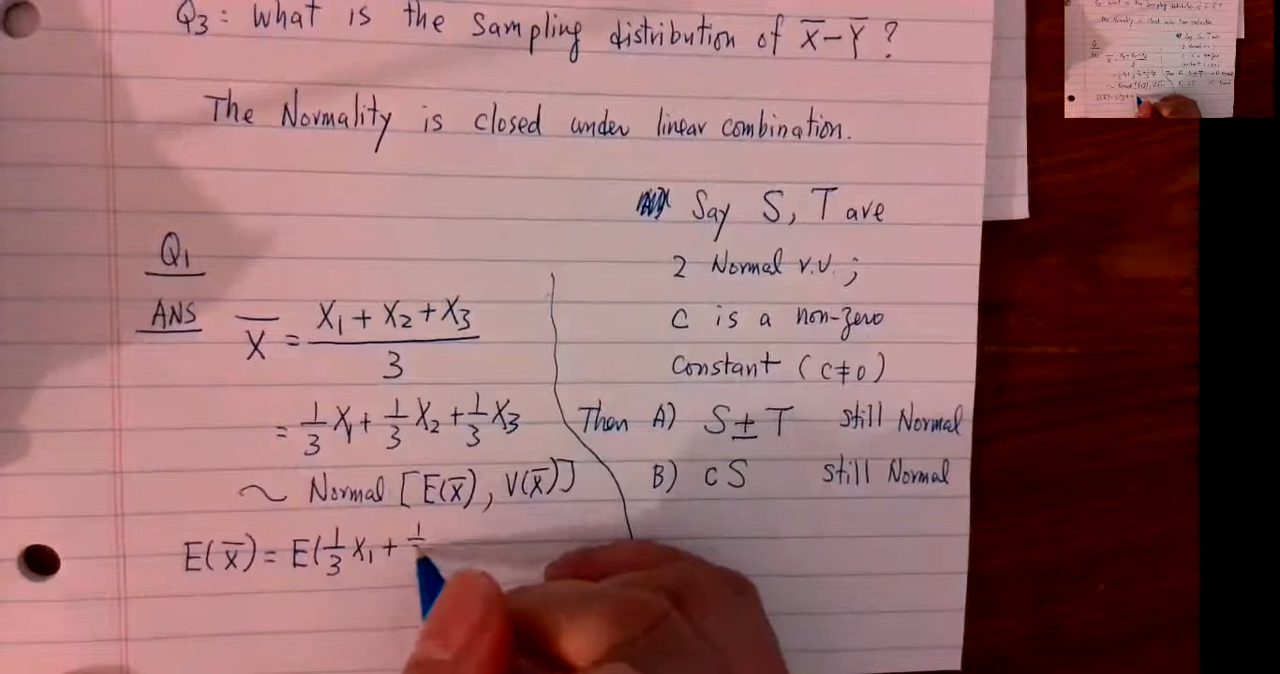 Q3: What is the Sampling distribution of X̅ - Y̅ ?
The Normality is closed under linear combination.
Say S, T are
2 Normal r.v. ;
C is a non-zero
Constant (C≠0)
Then A) S ± T still Normal
B) CS still Normal
Q1
ANS X̅ = (X₁ + X₂ + X₃)/3
= 1/3 X₁ + 1/3 X₂ + 1/3 X₃
~ Normal [E(X̅), V(X̅)]
E(X̅) = E(1/3 X₁ + 1